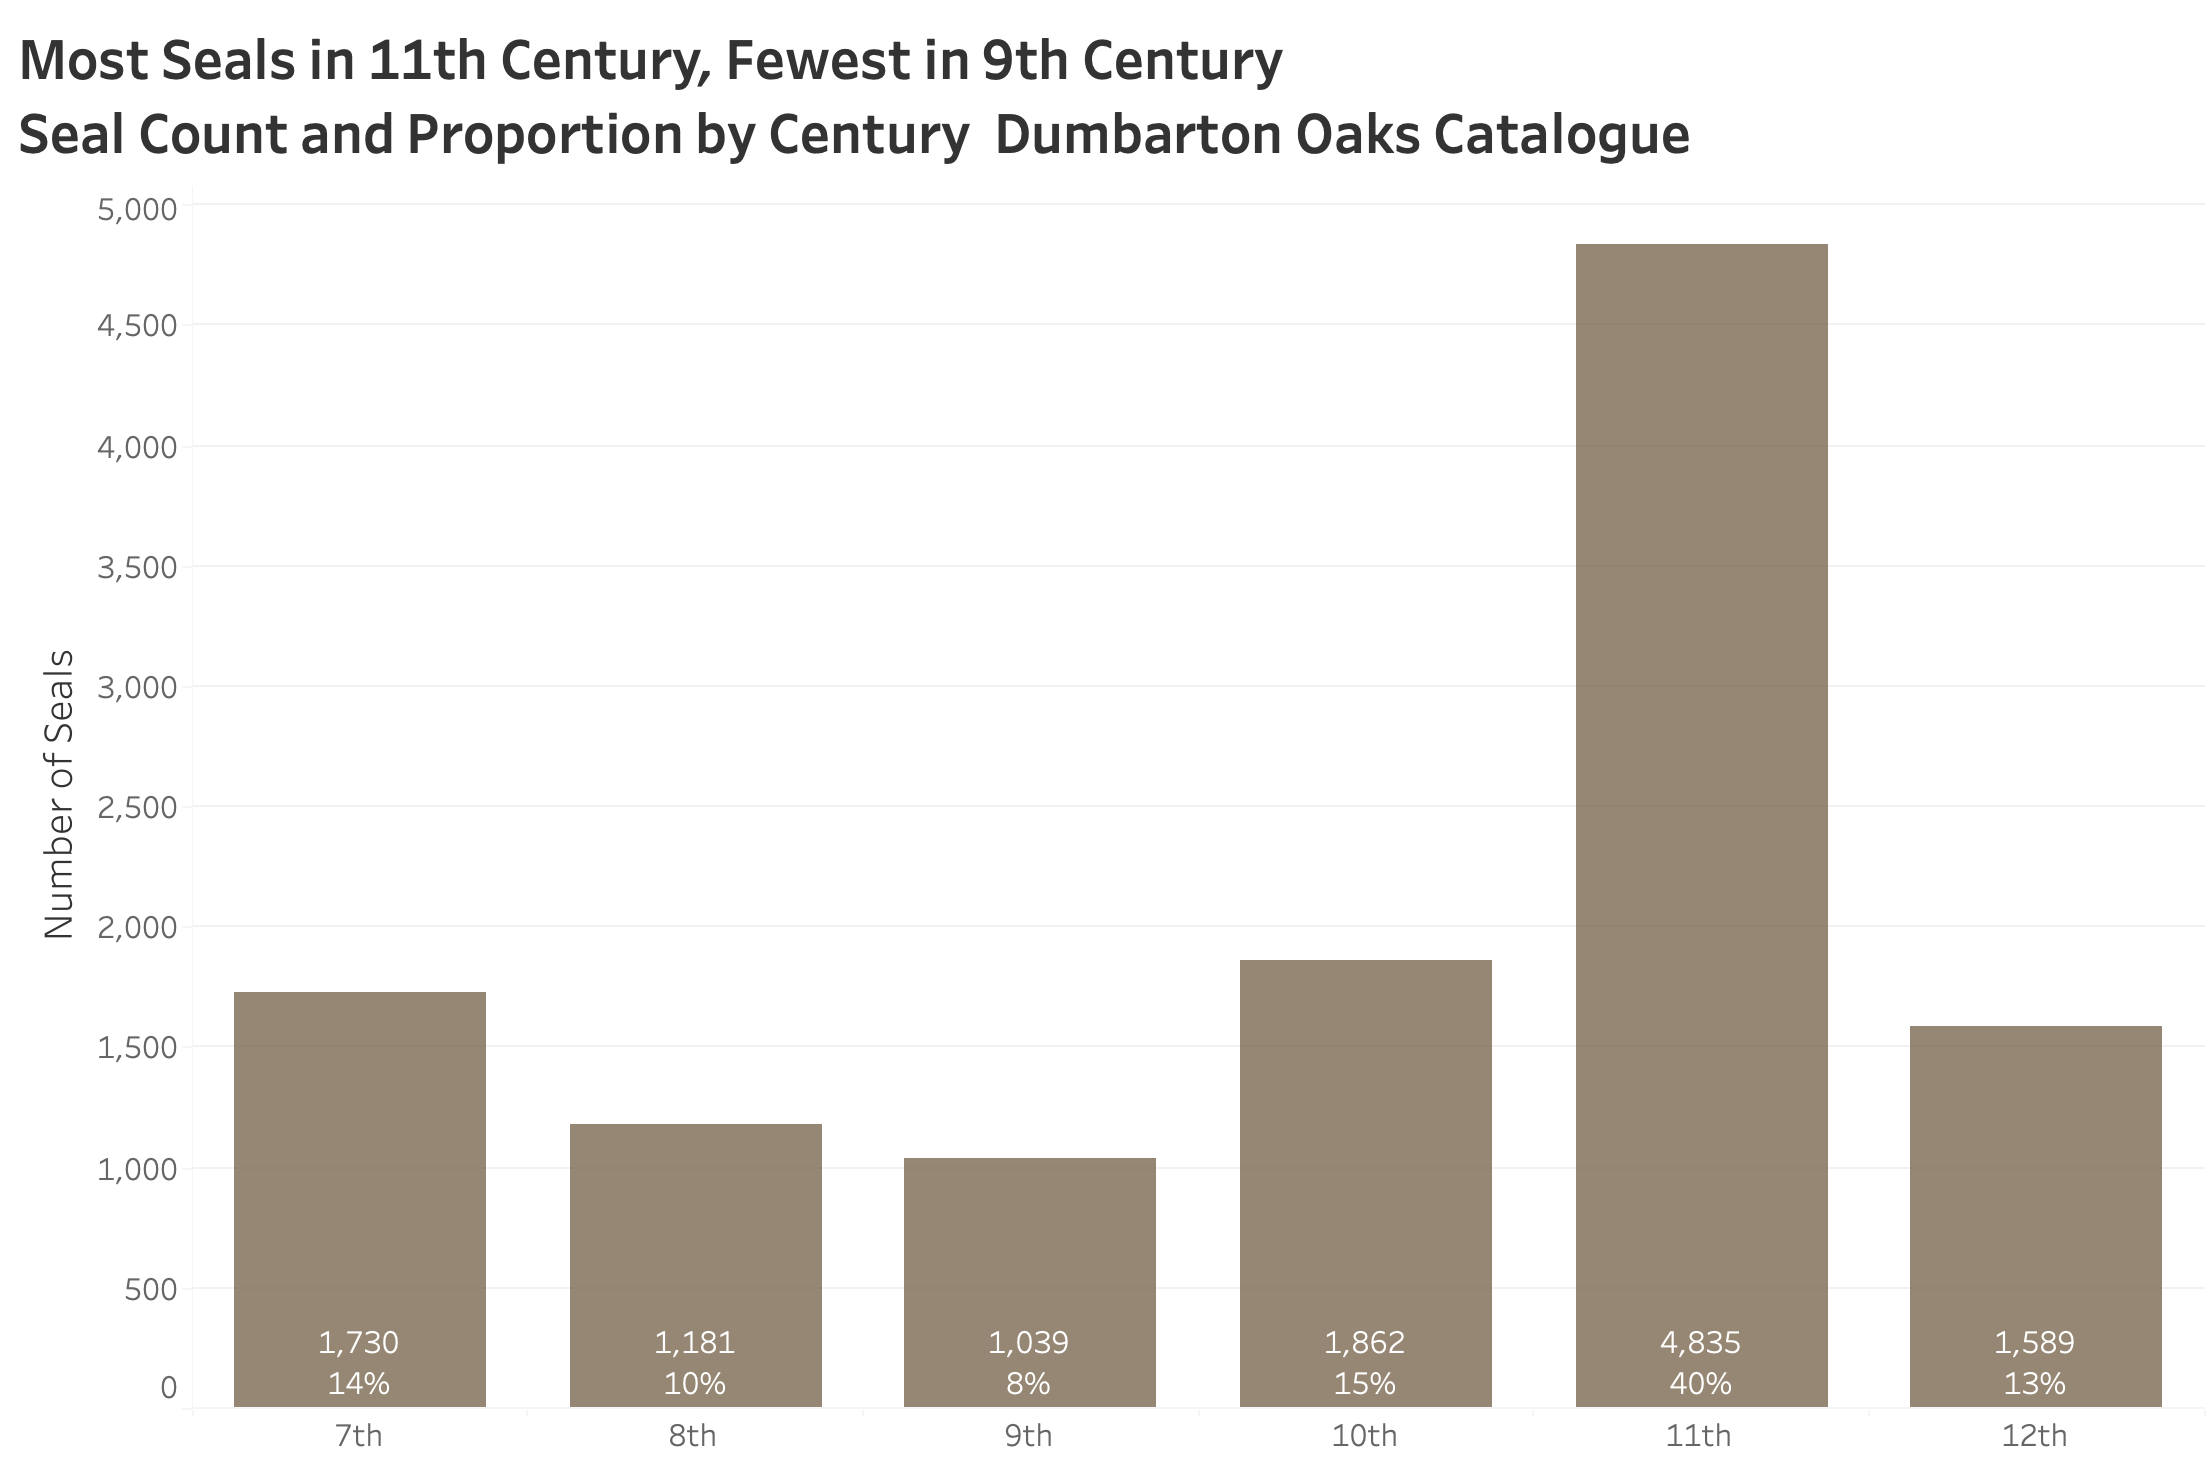 Most Seals in 11th Century, Fewest in 9th Century
Seal Count and Proportion by Century  Dumbarton Oaks Catalogue
Number of Seals
5,000
4,500
4,000
3,500
3,000
2,500
2,000
1,500
1,000
500
0
1,730
14%
1,181
10%
1,039
8%
1,862
15%
4,835
40%
1,589
13%
7th
8th
9th
10th
11th
12th